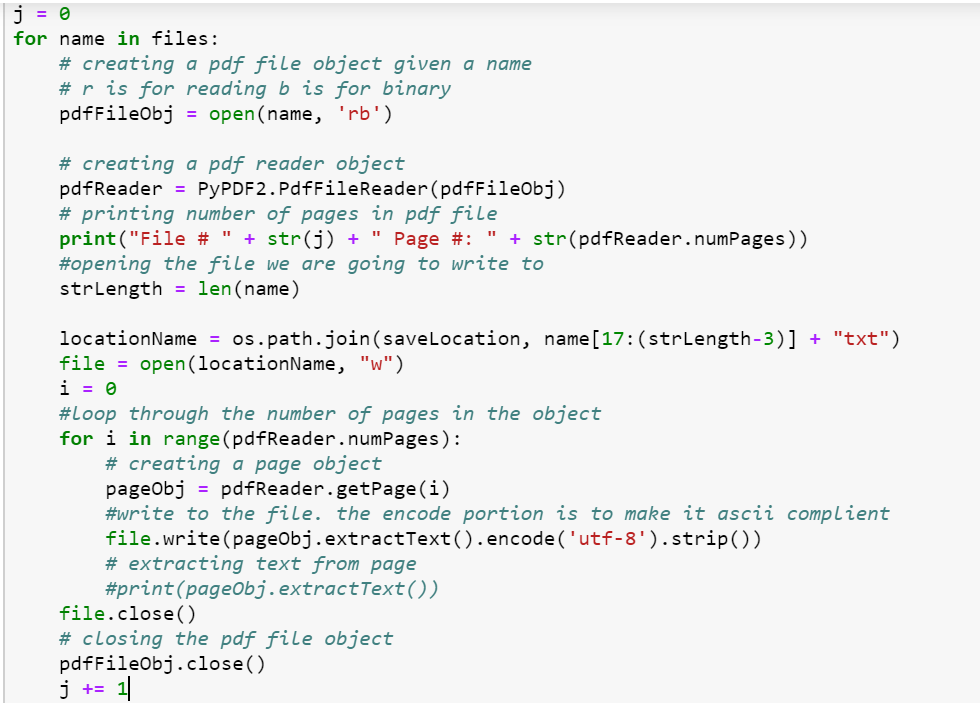 j = 0
for name in files:
    # creating a pdf file object given a name
    # r is for reading b is for binary
    pdfFileObj = open(name, 'rb')

    # creating a pdf reader object
    pdfReader = PyPDF2.PdfFileReader(pdfFileObj)
    # printing number of pages in pdf file
    print("File # " + str(j) + " Page #: " + str(pdfReader.numPages))
    #opening the file we are going to write to
    strLength = len(name)

    locationName = os.path.join(saveLocation, name[17:(strLength-3)] + "txt")
    file = open(locationName, "w")
    i = 0
    #loop through the number of pages in the object
    for i in range(pdfReader.numPages):
        # creating a page object
        pageObj = pdfReader.getPage(i)
        #write to the file. the encode portion is to make it ascii complient
        file.write(pageObj.extractText().encode('utf-8').strip())
        # extracting text from page
        #print(pageObj.extractText())
    file.close()
    # closing the pdf file object
    pdfFileObj.close()
    j += 1